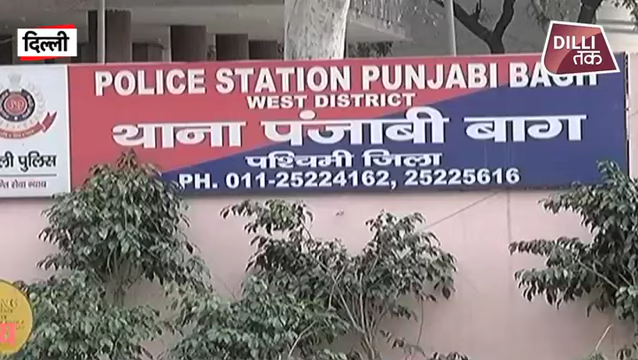 दिल्ली
DILLI
तक
POLICE STATION PUNJABI BAGH
WEST DISTRICT
थाना पंजाबी बाग
पश्चिमी जिला
PH. 011-25224162, 25225616
पुलिस